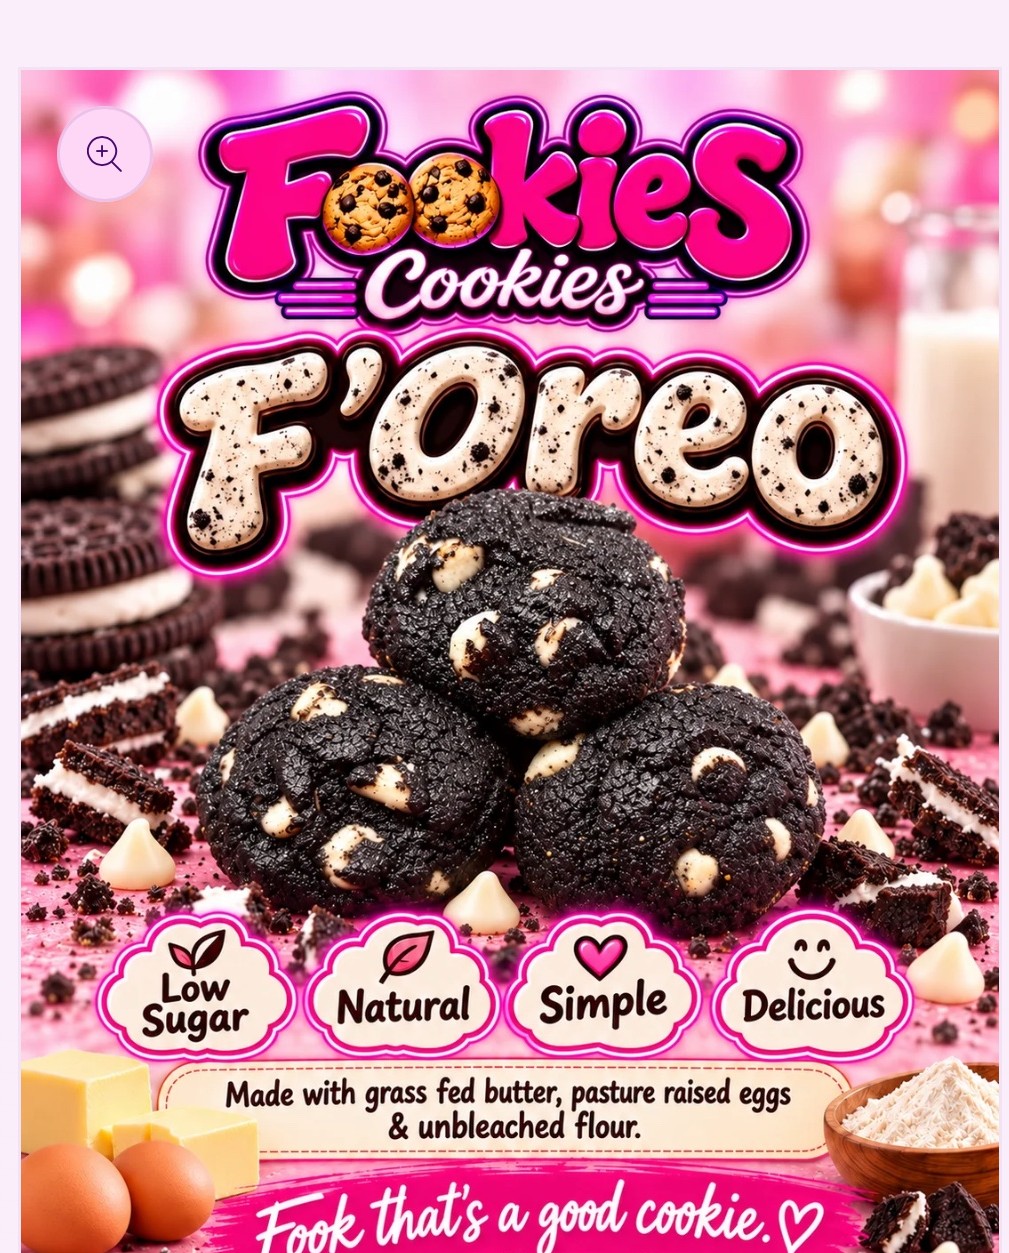 Fookies
Cookies
F'Oreo
Low
Sugar
Natural
Simple
Delicious
Made with grass fed butter, pasture raised eggs
& unbleached flour.
Fook that's a good cookie.